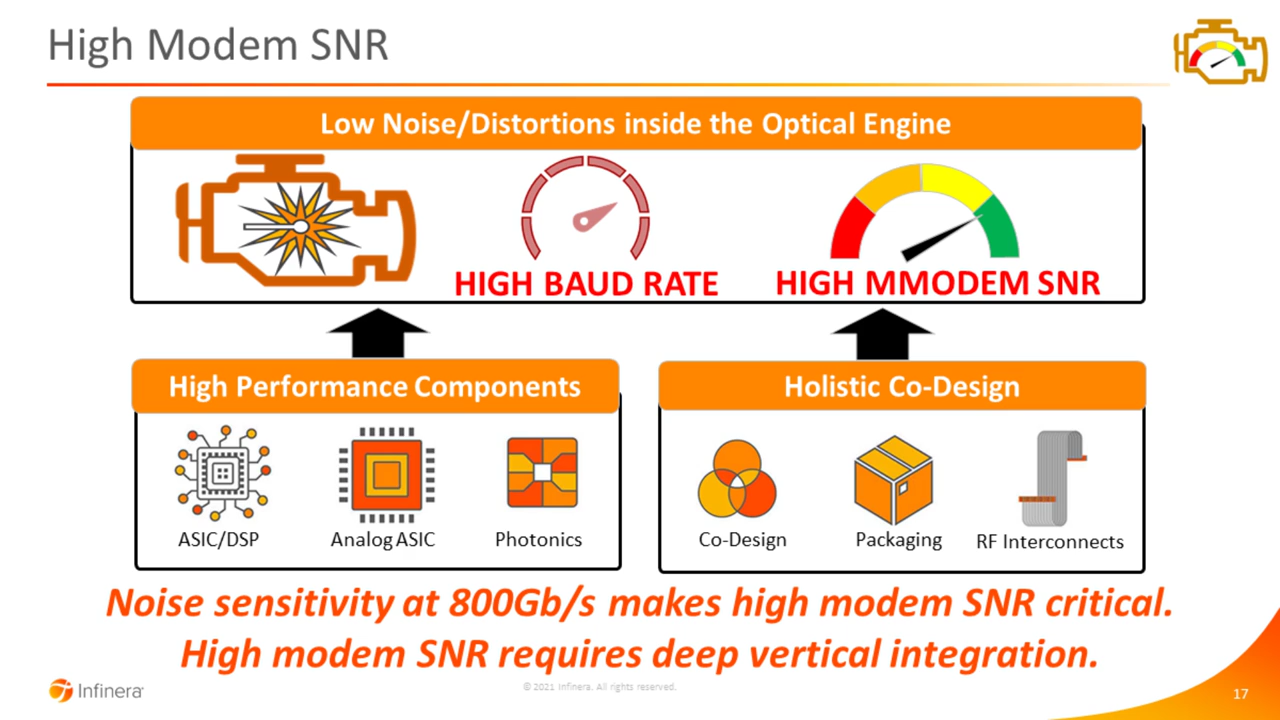 High Modem SNR
Low Noise/Distortions inside the Optical Engine
HIGH BAUD RATE
HIGH MMODEM SNR
High Performance Components
Holistic Co-Design
ASIC/DSP
Analog ASIC
Photonics
Co-Design
Packaging
RF Interconnects
Noise sensitivity at 800Gb/s makes high modem SNR critical.
High modem SNR requires deep vertical integration.
Infinera
© 2021 Infinera. All rights reserved.
17